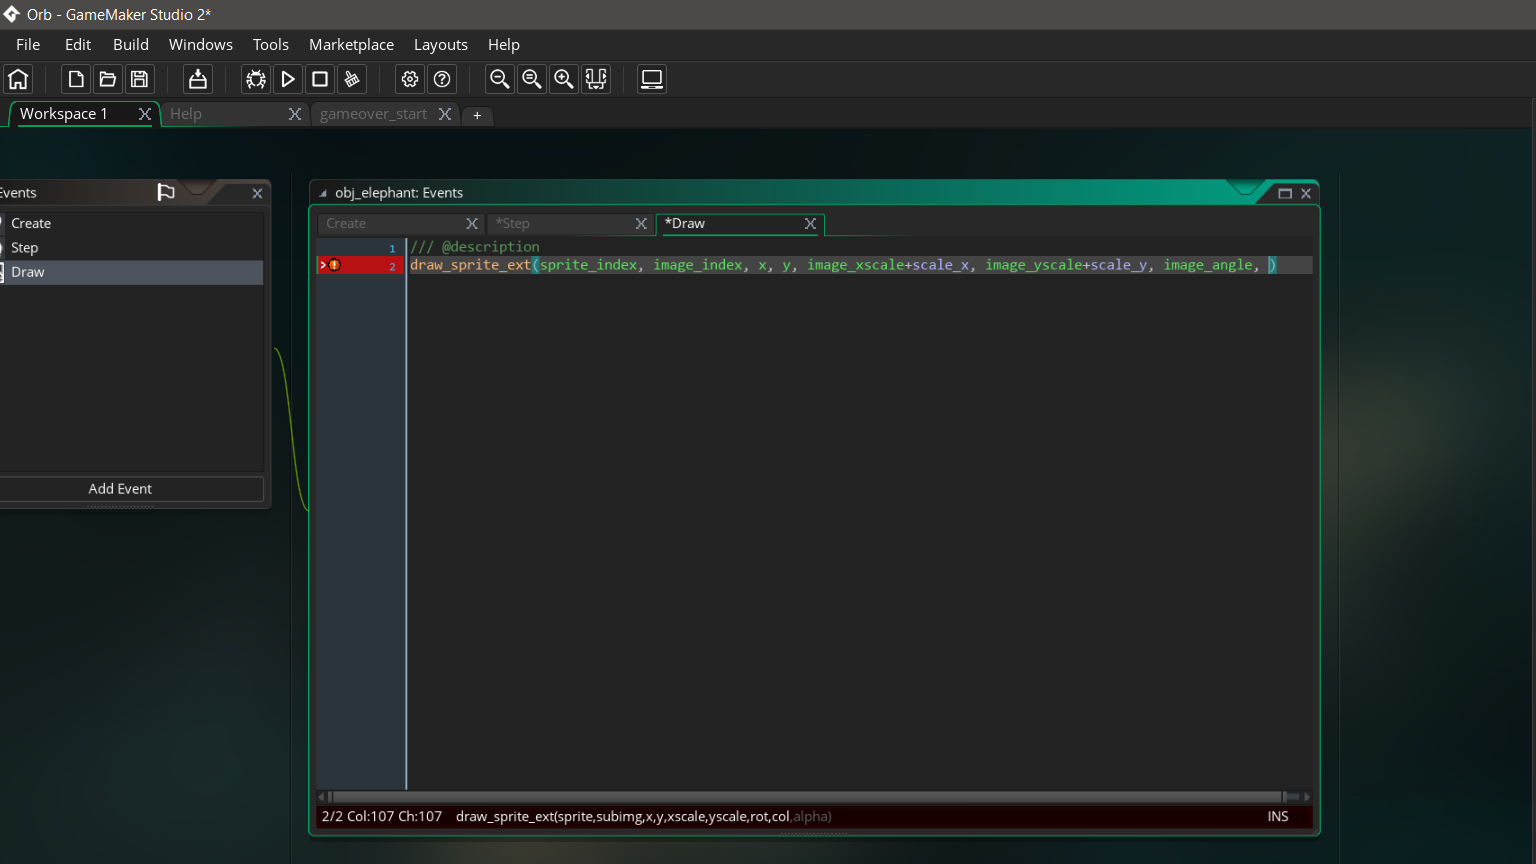 Orb - GameMaker Studio 2*
File Edit Build Windows Tools Marketplace Layouts Help
Workspace 1 Help gameover_start +
Events
Create
Step
Draw
Add Event
obj_elephant: Events
Create *Step *Draw
1 /// @description
2 draw_sprite_ext(sprite_index, image_index, x, y, image_xscale+scale_x, image_yscale+scale_y, image_angle, )
2/2 Col:107 Ch:107 draw_sprite_ext(sprite,subimg,x,y,xscale,yscale,rot,col,alpha) INS